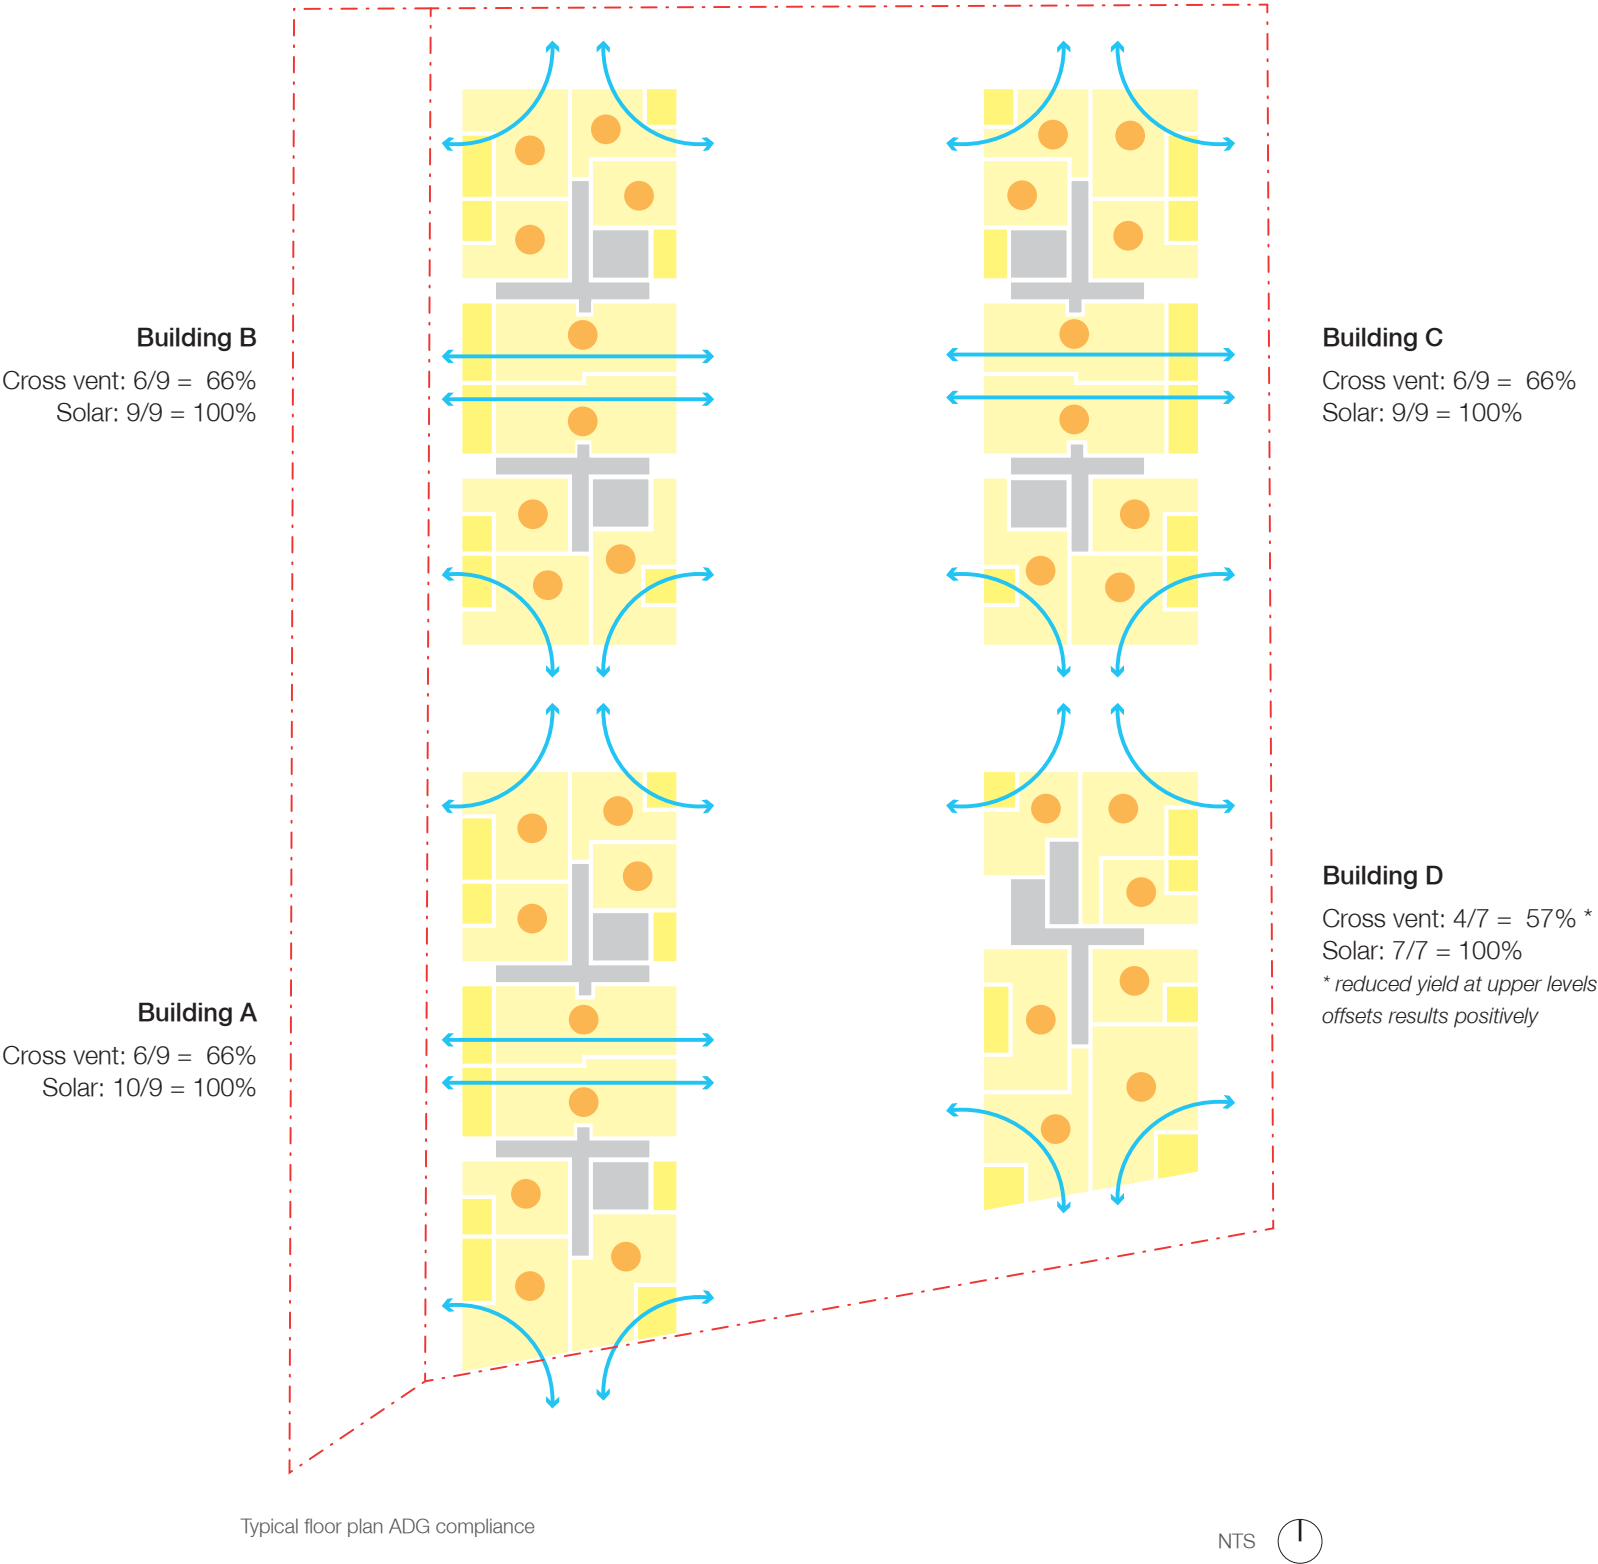 Building B
Cross vent: 6/9 = 66%
Solar: 9/9 = 100%
Building C
Cross vent: 6/9 = 66%
Solar: 9/9 = 100%
Building A
Cross vent: 6/9 = 66%
Solar: 10/9 = 100%
Building D
Cross vent: 4/7 = 57% *
Solar: 7/7 = 100%
* reduced yield at upper levels
offsets results positively
Typical floor plan ADG compliance
NTS